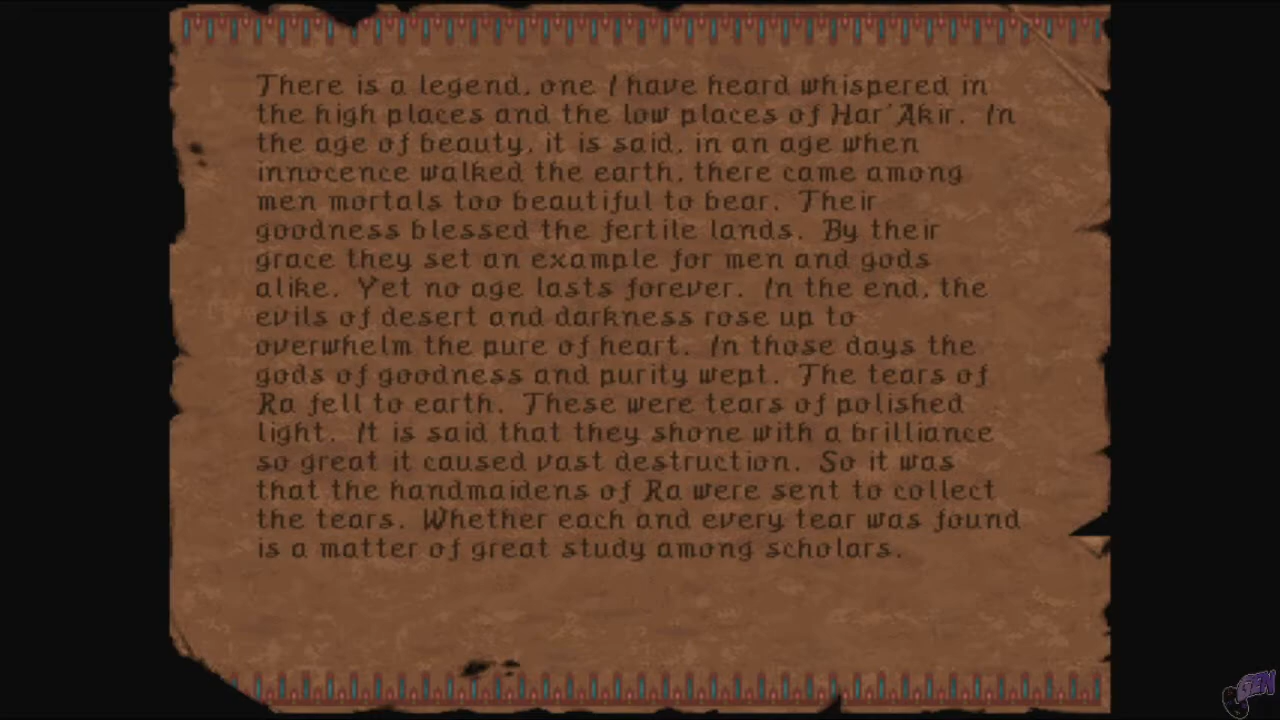 There is a legend, one I have heard whispered in
the high places and the low places of Har'Akir. In
the age of beauty, it is said, in an age when
innocence walked the earth, there came among
men mortals too beautiful to bear. Their
goodness blessed the fertile lands. By their
grace they set an example for men and gods
alike. Yet no age lasts forever. In the end, the
evils of desert and darkness rose up to
overwhelm the pure of heart. In those days the
gods of goodness and purity wept. The tears of
Ra fell to earth. These were tears of polished
light. It is said that they shone with a brilliance
so great it caused vast destruction. So it was
that the handmaidens of Ra were sent to collect
the tears. Whether each and every tear was found
is a matter of great study among scholars.
GEN